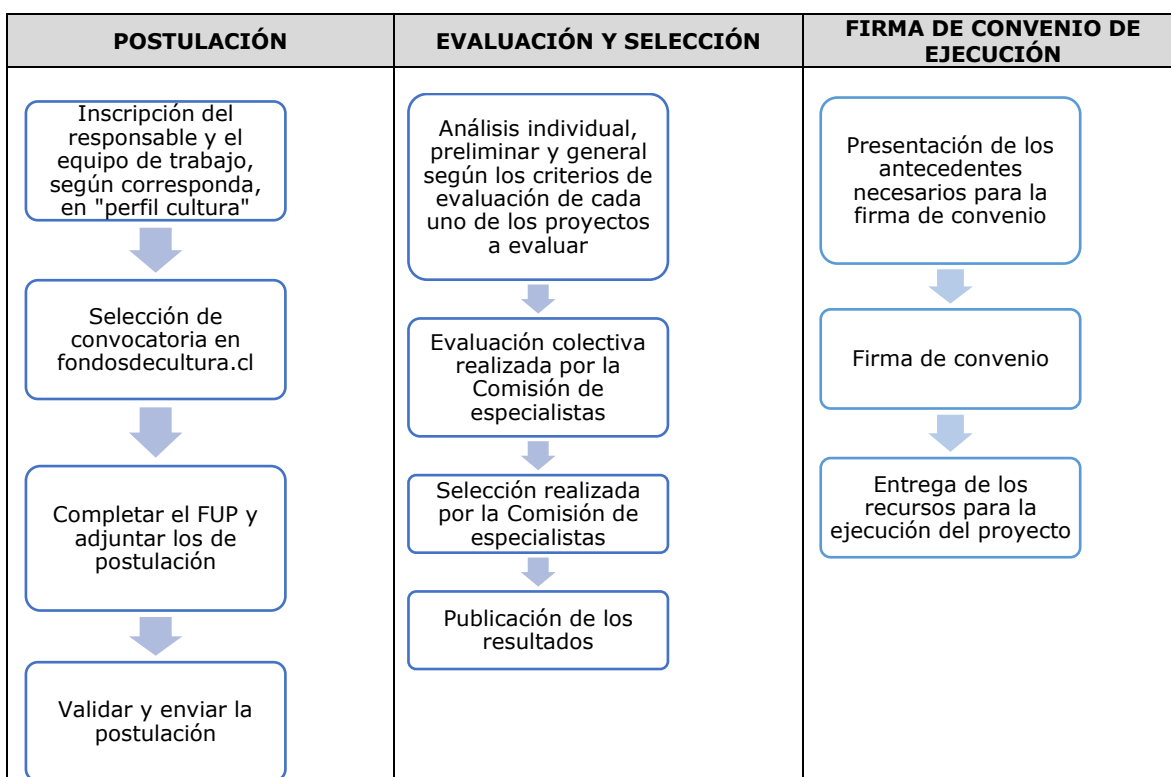 POSTULACIÓN
EVALUACIÓN Y SELECCIÓN
FIRMA DE CONVENIO DE
EJECUCIÓN
Inscripción del
responsable y el
equipo de trabajo,
según corresponda,
en "perfil cultura"
Selección de
convocatoria en
fondosdecultura.cl
Completar el FUP y
adjuntar los de
postulación
Validar y enviar la
postulación
Análisis individual,
preliminar y general
según los criterios de
evaluación de cada
uno de los proyectos
a evaluar
Evaluación colectiva
realizada por la
Comisión de
especialistas
Selección realizada
por la Comisión de
especialistas
Publicación de los
resultados
Presentación de los
antecedentes
necesarios para la
firma de convenio
Firma de convenio
Entrega de los
recursos para la
ejecución del proyecto